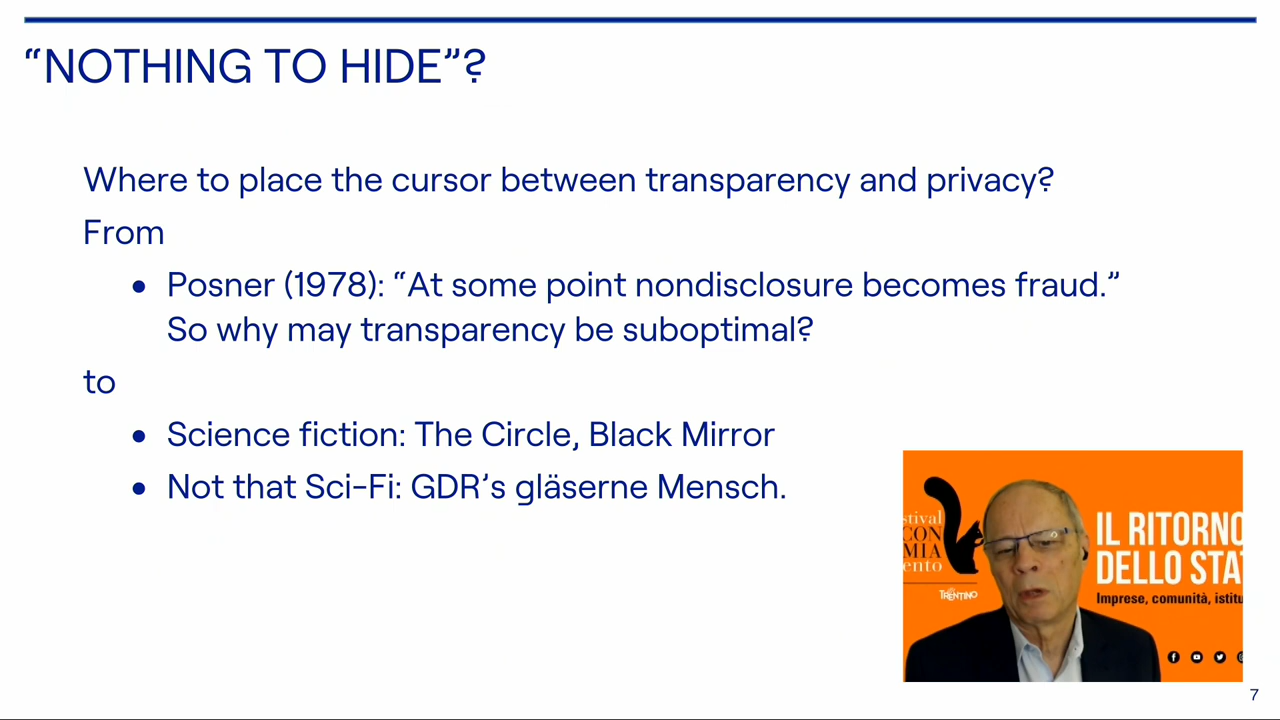 “NOTHING TO HIDE”?
Where to place the cursor between transparency and privacy?
From
• Posner (1978): “At some point nondisclosure becomes fraud.”
So why may transparency be suboptimal?
to
• Science fiction: The Circle, Black Mirror
• Not that Sci-Fi: GDR’s gläserne Mensch.
stival
CON
MIA
ento
TRENTINO
IL RITORNO
DELLO STA
Imprese, comunità, istitu
7